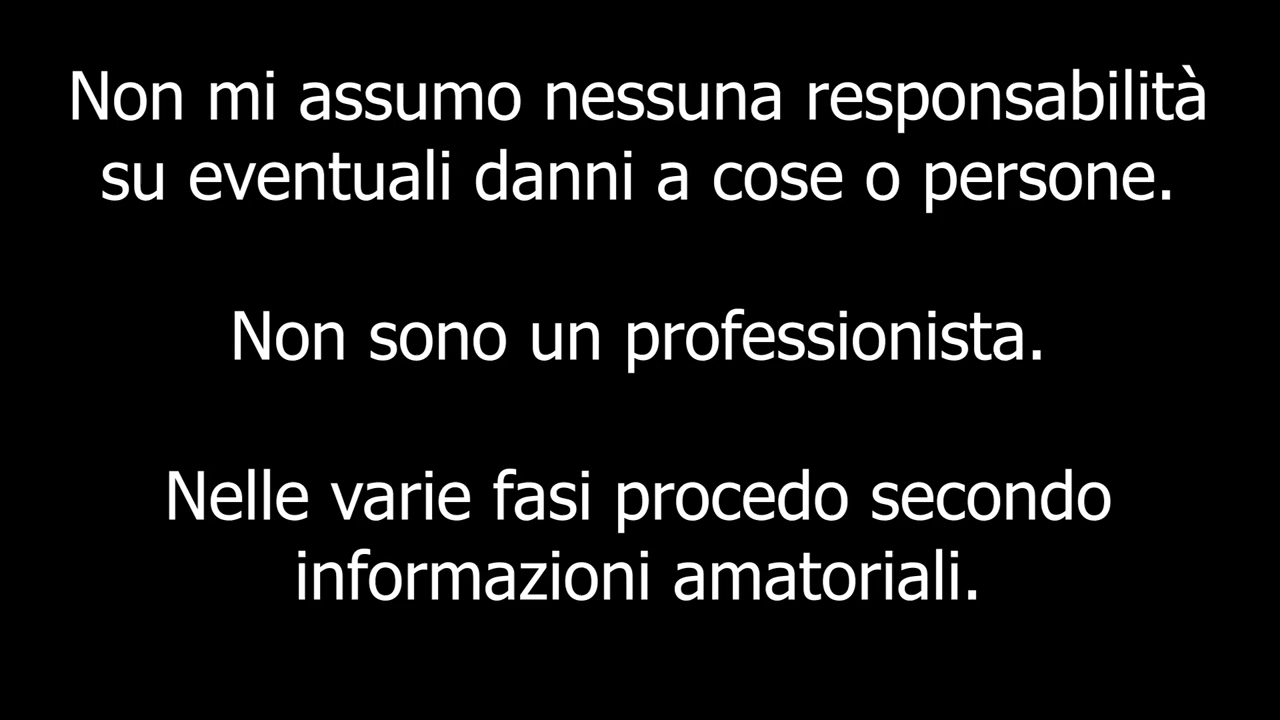 Non mi assumo nessuna responsabilità
su eventuali danni a cose o persone.
Non sono un professionista.
Nelle varie fasi procedo secondo
informazioni amatoriali.